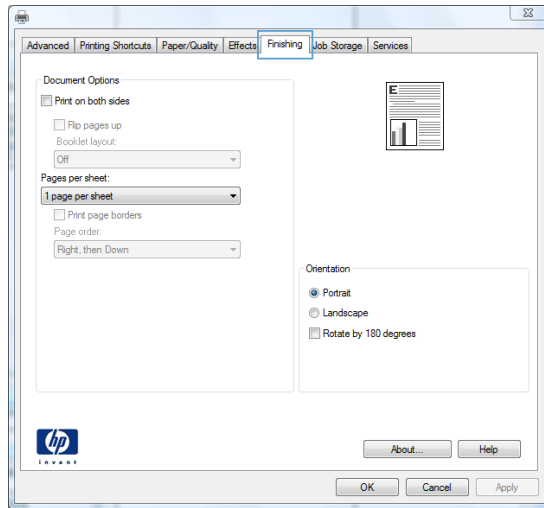 Advanced Printing Shortcuts Paper/Quality Effects Finishing Job Storage Services
Document Options
Print on both sides
Flip pages up
Booklet layout:
Off
Pages per sheet:
1 page per sheet
Print page borders
Page order:
Right, then Down
E
Orientation
Portrait
Landscape
Rotate by 180 degrees
hp
invent
About... Help
OK Cancel Apply